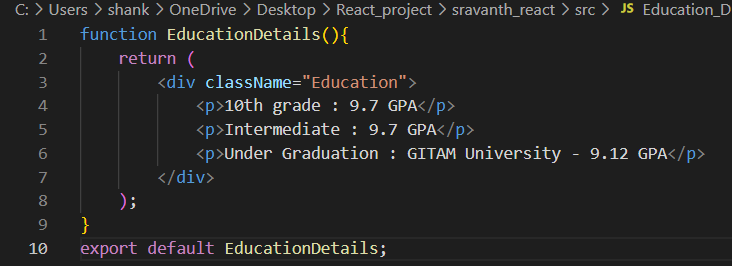 C: > Users > shank > OneDrive > Desktop > React_project > sravanth_react > src > JS Education_D
1 function EducationDetails(){
2     return (
3         <div className="Education">
4             <p>10th grade : 9.7 GPA</p>
5             <p>Intermediate : 9.7 GPA</p>
6             <p>Under Graduation : GITAM University - 9.12 GPA</p>
7         </div>
8     );
9 }
10 export default EducationDetails;